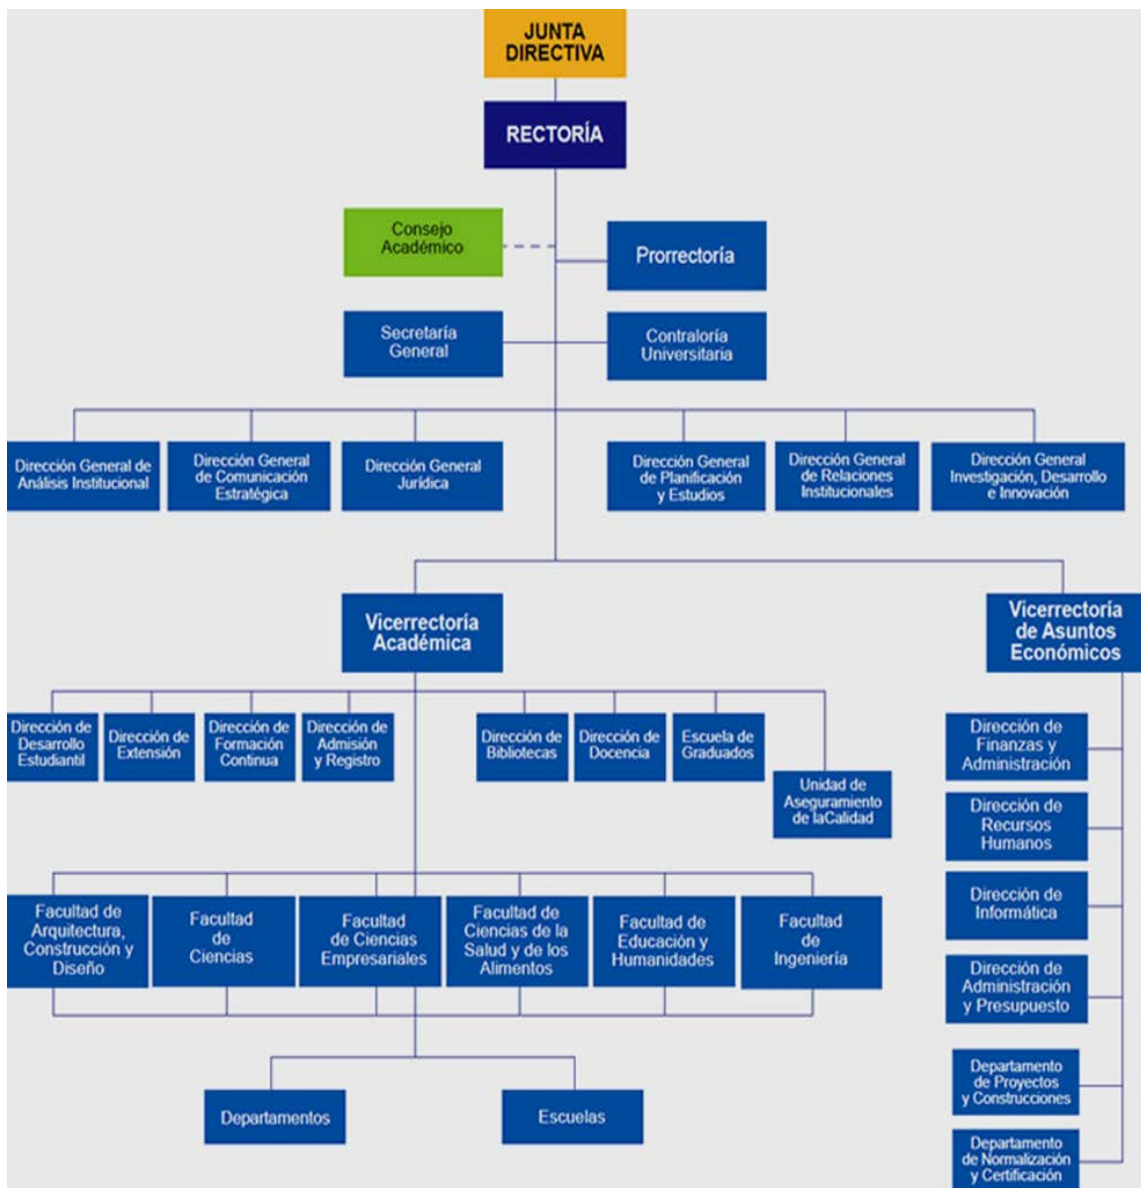 JUNTA
DIRECTIVA
RECTORÍA
Consejo
Académico
Prorrectoría
Secretaría
General
Contraloría
Universitaria
Dirección General de
Análisis Institucional
Dirección General
de Comunicación
Estratégica
Dirección General
Jurídica
Dirección General
de Planificación
y Estudios
Dirección General
de Relaciones
Institucionales
Dirección General
Investigación, Desarrollo
e Innovación
Vicerrectoría
Académica
Vicerrectoría
de Asuntos
Económicos
Dirección de
Desarrollo
Estudiantil
Dirección de
Extensión
Dirección de
Formación
Continua
Dirección de
Admisión
y Registro
Dirección de
Bibliotecas
Dirección de
Docencia
Escuela de
Graduados
Unidad de
Aseguramiento
de laCalidad
Dirección de
Finanzas y
Administración
Dirección de
Recursos
Humanos
Dirección de
Informática
Dirección de
Administración
y Presupuesto
Departamento
de Proyectos
y Construcciones
Departamento
de Normalización
y Certificación
Facultad de
Arquitectura,
Construcción y
Diseño
Facultad
de
Ciencias
Facultad
de Ciencias
Empresariales
Facultad de
Ciencias de la
Salud y de los
Alimentos
Facultad de
Educación y
Humanidades
Facultad
de
Ingeniería
Departamentos
Escuelas